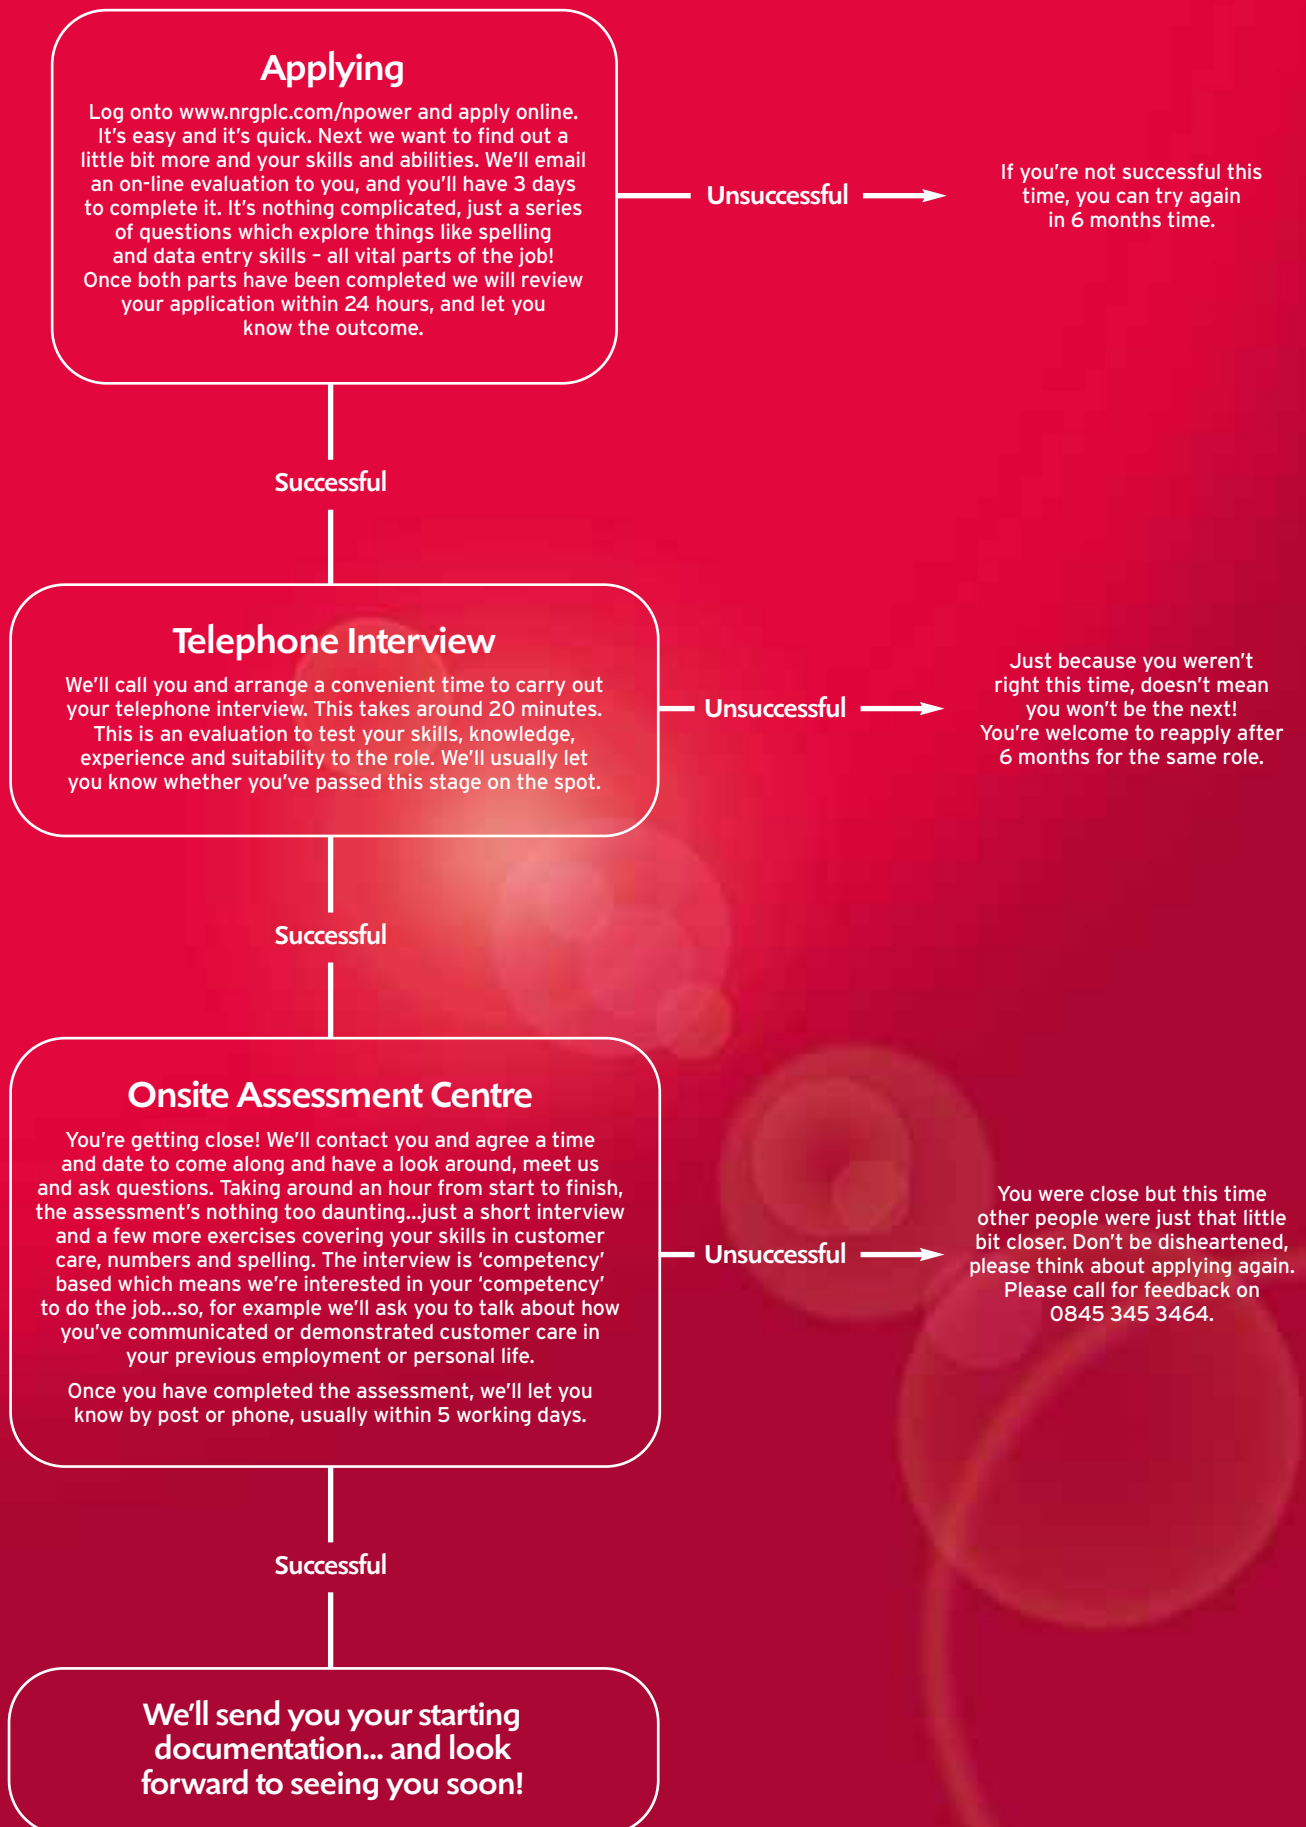 Applying
Log onto www.nrgplc.com/npower and apply online.
It's easy and it's quick. Next we want to find out a
little bit more and your skills and abilities. We'll email
an on-line evaluation to you, and you'll have 3 days
to complete it. It's nothing complicated, just a series
of questions which explore things like spelling
and data entry skills – all vital parts of the job!
Once both parts have been completed we will review
your application within 24 hours, and let you
know the outcome.
Unsuccessful
If you're not successful this
time, you can try again
in 6 months time.
Successful
Telephone Interview
We'll call you and arrange a convenient time to carry out
your telephone interview. This takes around 20 minutes.
This is an evaluation to test your skills, knowledge,
experience and suitability to the role. We'll usually let
you know whether you've passed this stage on the spot.
Unsuccessful
Just because you weren't
right this time, doesn't mean
you won't be the next!
You're welcome to reapply after
6 months for the same role.
Successful
Onsite Assessment Centre
You're getting close! We'll contact you and agree a time
and date to come along and have a look around, meet us
and ask questions. Taking around an hour from start to finish,
the assessment's nothing too daunting...just a short interview
and a few more exercises covering your skills in customer
care, numbers and spelling. The interview is ‘competency’
based which means we're interested in your ‘competency’
to do the job...so, for example we'll ask you to talk about how
you've communicated or demonstrated customer care in
your previous employment or personal life.
Once you have completed the assessment, we'll let you
know by post or phone, usually within 5 working days.
Unsuccessful
You were close but this time
other people were just that little
bit closer. Don't be disheartened,
please think about applying again.
Please call for feedback on
0845 345 3464.
Successful
We'll send you your starting
documentation... and look
forward to seeing you soon!